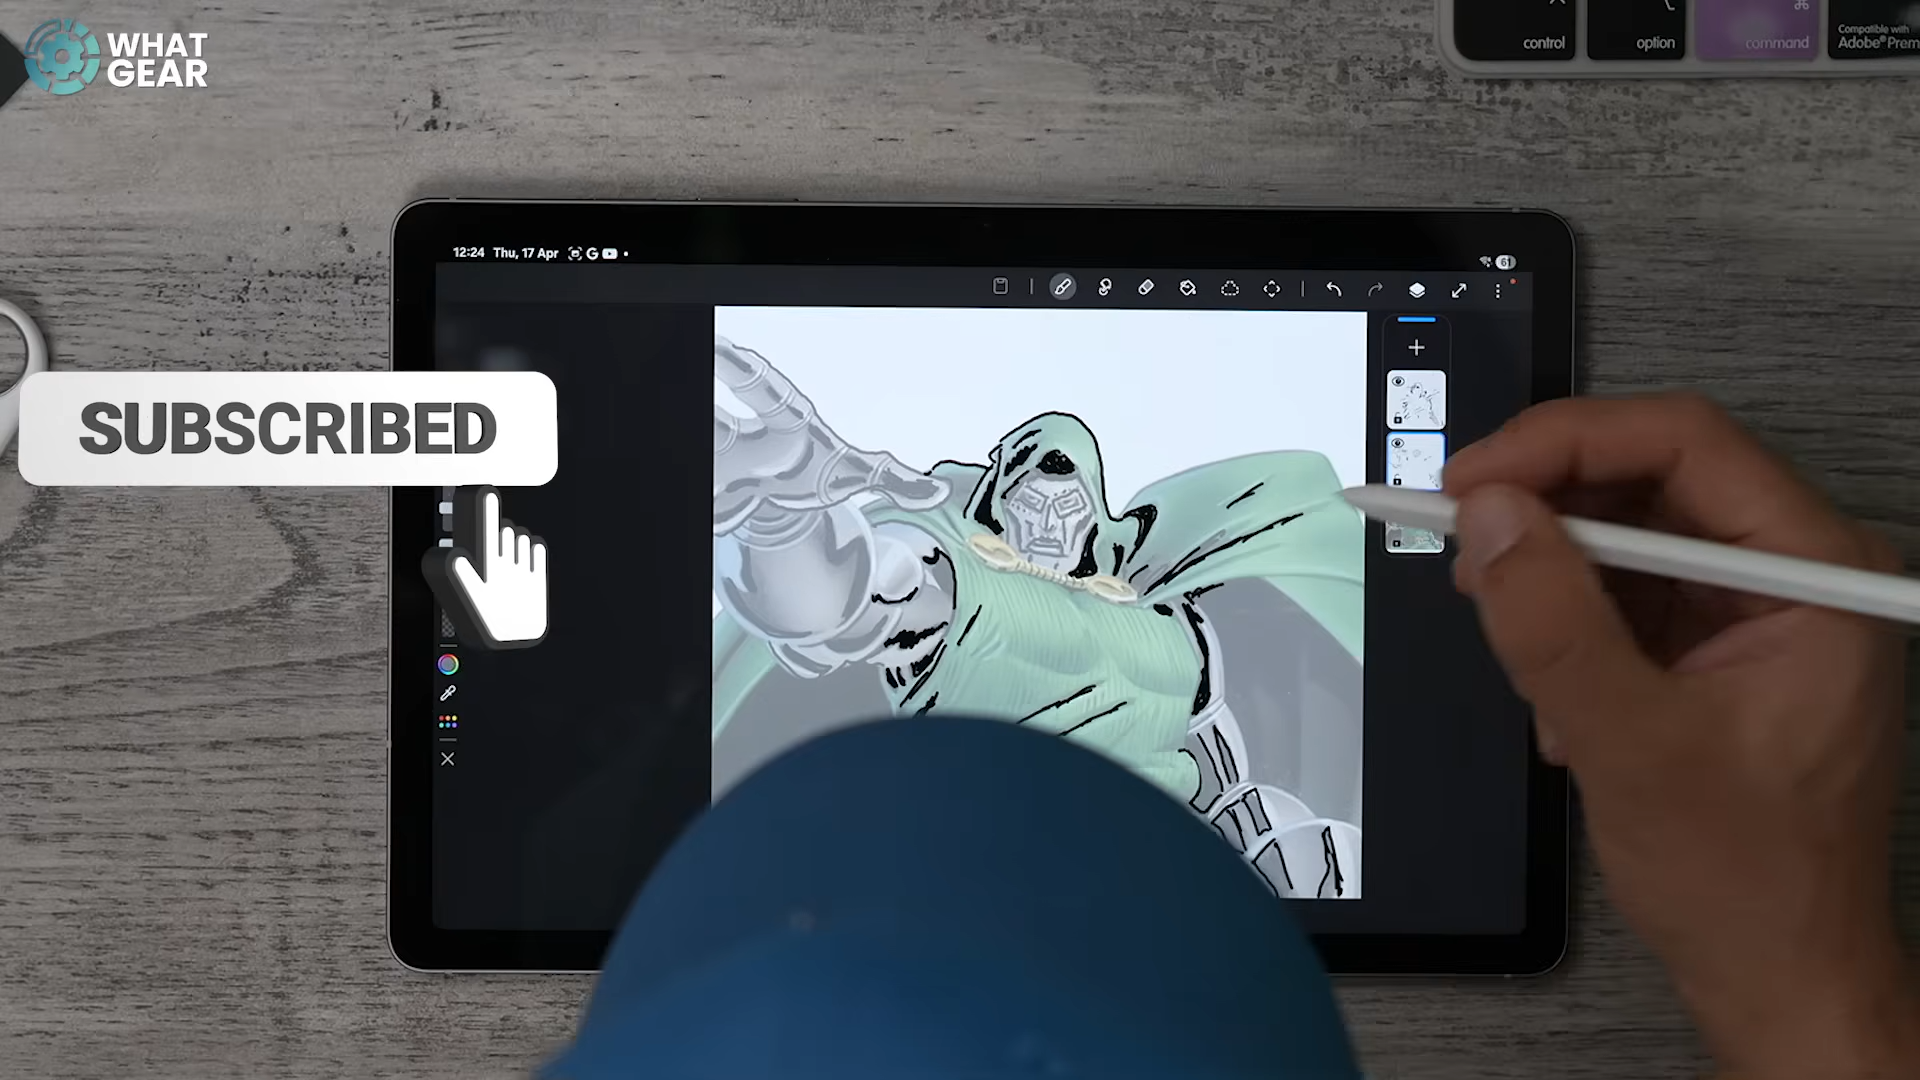 WHAT
GEAR
control
option
command
Compatible with
Adobe® Prem
12:24 Thu, 17 Apr
61
SUBSCRIBED